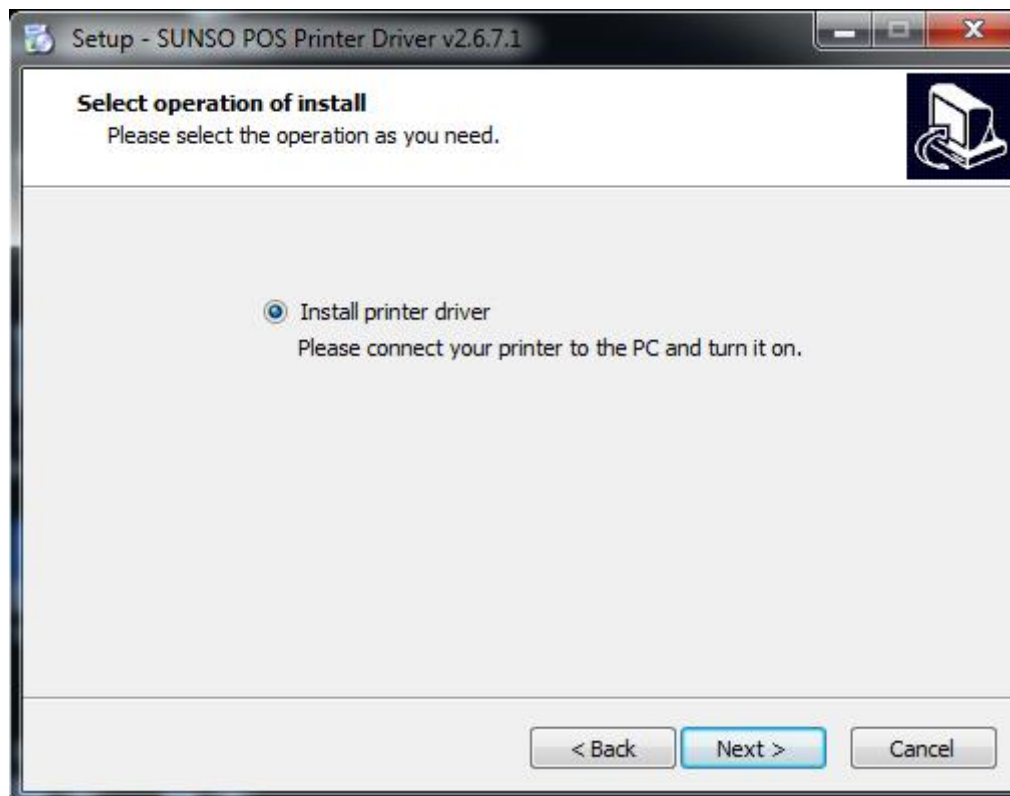 Setup - SUNSO POS Printer Driver v2.6.7.1
Select operation of install
Please select the operation as you need.
Install printer driver
Please connect your printer to the PC and turn it on.
< Back Next > Cancel